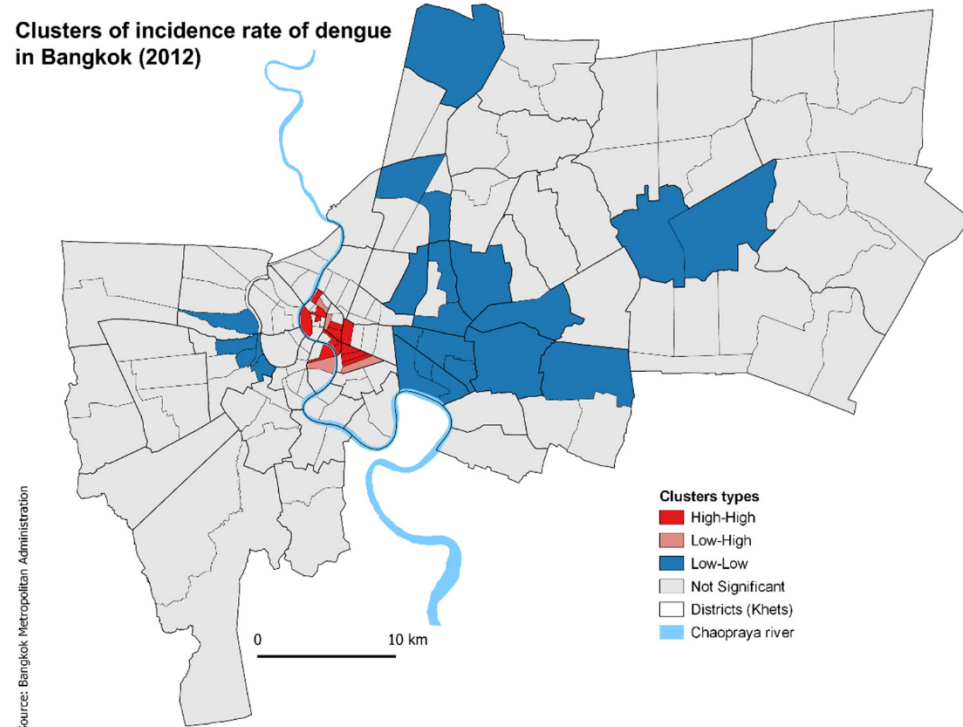 Clusters of incidence rate of dengue
in Bangkok (2012)
Clusters types
High-High
Low-High
Low-Low
Not Significant
Districts (Khets)
Chaopraya river
0 10 km
Source: Bangkok Metropolitan Administration